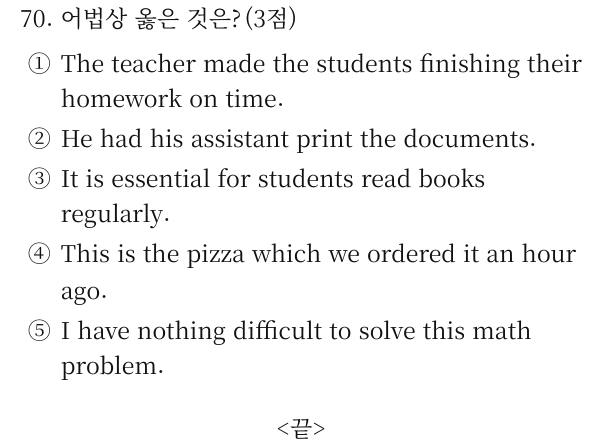 70. 어법상 옳은 것은?(3점)
① The teacher made the students finishing their
homework on time.
② He had his assistant print the documents.
③ It is essential for students read books
regularly.
④ This is the pizza which we ordered it an hour
ago.
⑤ I have nothing difficult to solve this math
problem.
<끝>